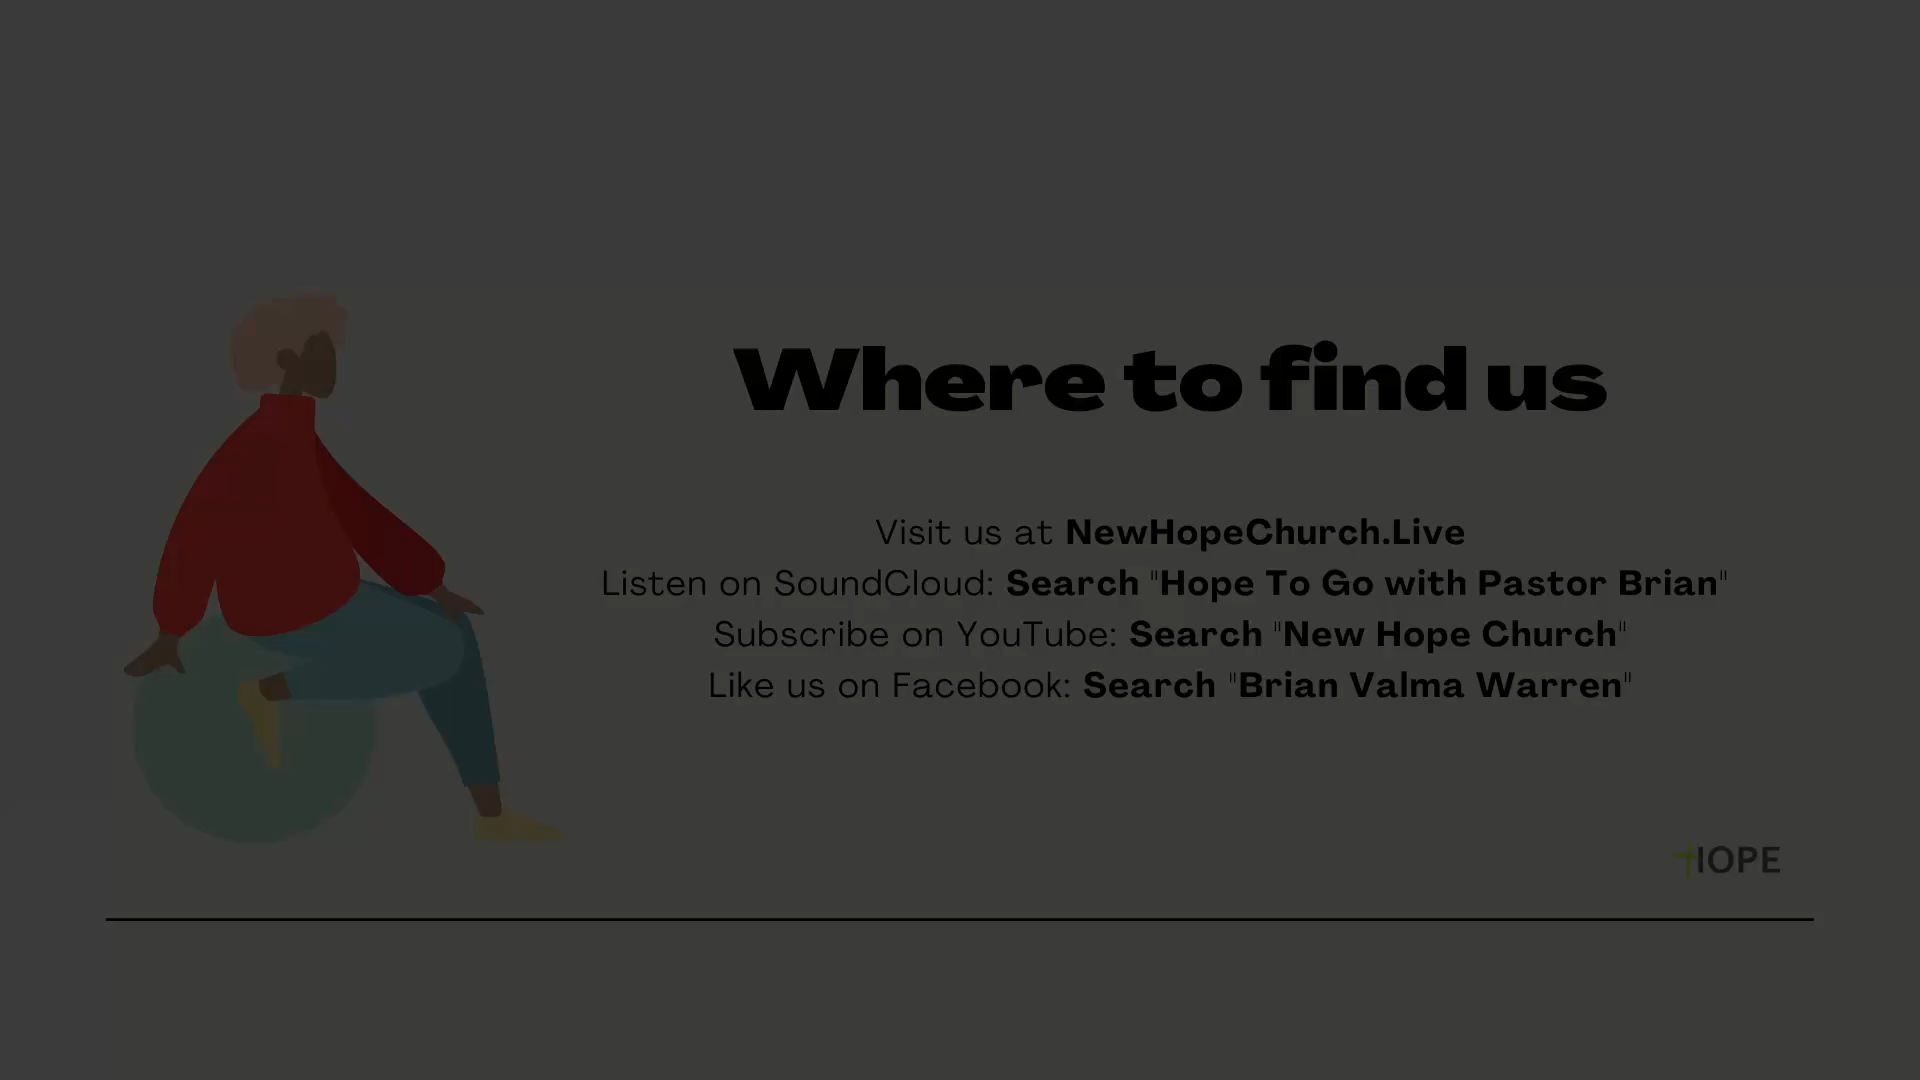 Where to find us
Visit us at NewHopeChurch.Live
Listen on SoundCloud: Search "Hope To Go with Pastor Brian"
Subscribe on YouTube: Search "New Hope Church"
Like us on Facebook: Search "Brian Valma Warren"
HOPE